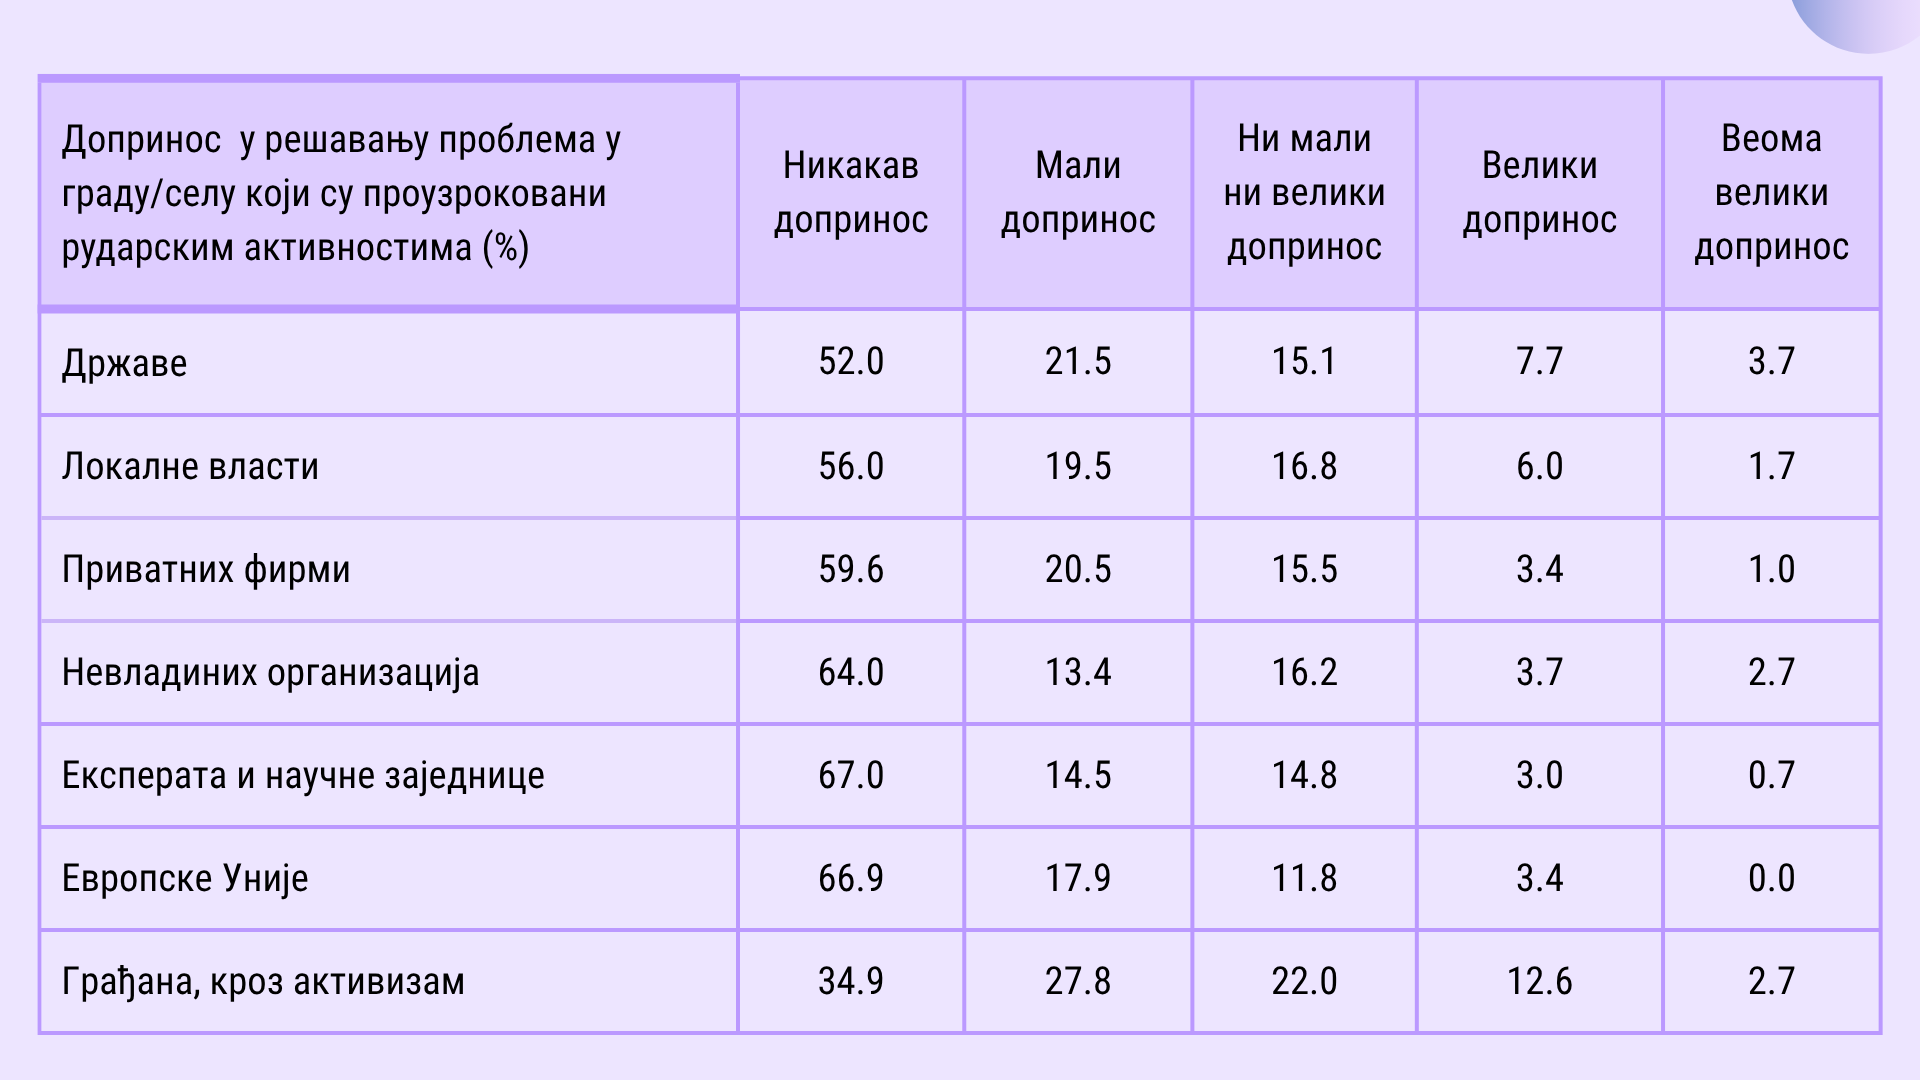 Допринос у решавању проблема у
граду/селу који су проузроковани
рударским активностима (%)
Никакав
допринос
Мали
допринос
Ни мали
ни велики
допринос
Велики
допринос
Веома
велики
допринос
Државе 52.0 21.5 15.1 7.7 3.7
Локалне власти 56.0 19.5 16.8 6.0 1.7
Приватних фирми 59.6 20.5 15.5 3.4 1.0
Невладиних организација 64.0 13.4 16.2 3.7 2.7
Експерата и научне заједнице 67.0 14.5 14.8 3.0 0.7
Европске Уније 66.9 17.9 11.8 3.4 0.0
Грађана, кроз активизам 34.9 27.8 22.0 12.6 2.7